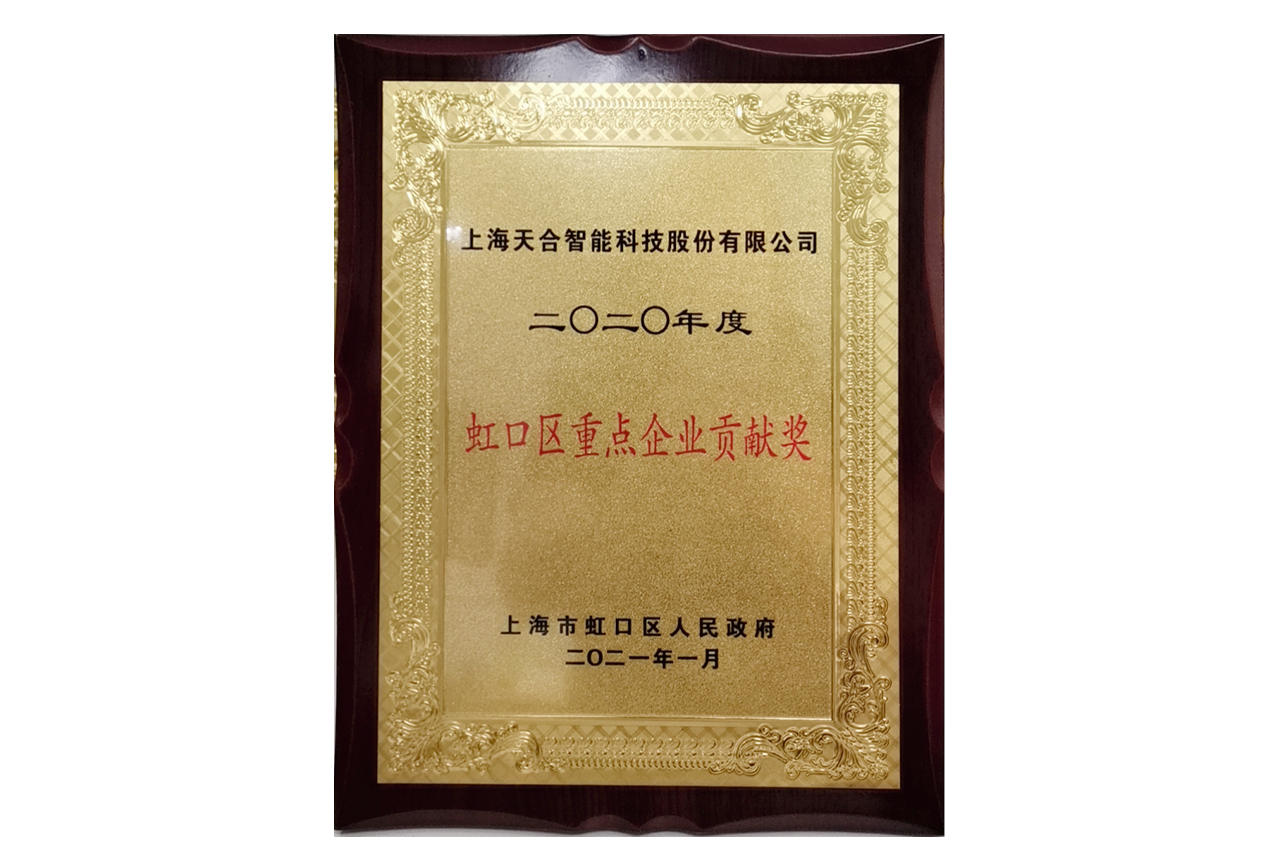 上海天合智能科技股份有限公司
二〇二〇年度
虹口区重点企业贡献奖
上海市虹口区人民政府
二〇二一年一月